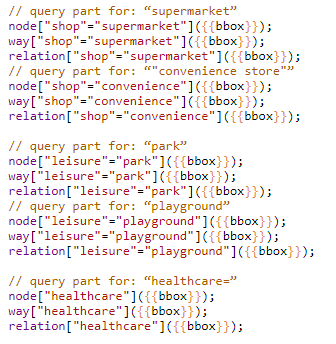 // query part for: “supermarket”
node["shop"="supermarket"]({{bbox}});
way["shop"="supermarket"]({{bbox}});
relation["shop"="supermarket"]({{bbox}});
// query part for: “"convenience store"”
node["shop"="convenience"]({{bbox}});
way["shop"="convenience"]({{bbox}});
relation["shop"="convenience"]({{bbox}});

// query part for: “park”
node["leisure"="park"]({{bbox}});
way["leisure"="park"]({{bbox}});
relation["leisure"="park"]({{bbox}});
// query part for: “playground”
node["leisure"="playground"]({{bbox}});
way["leisure"="playground"]({{bbox}});
relation["leisure"="playground"]({{bbox}});

// query part for: “healthcare=”
node["healthcare"]({{bbox}});
way["healthcare"]({{bbox}});
relation["healthcare"]({{bbox}});